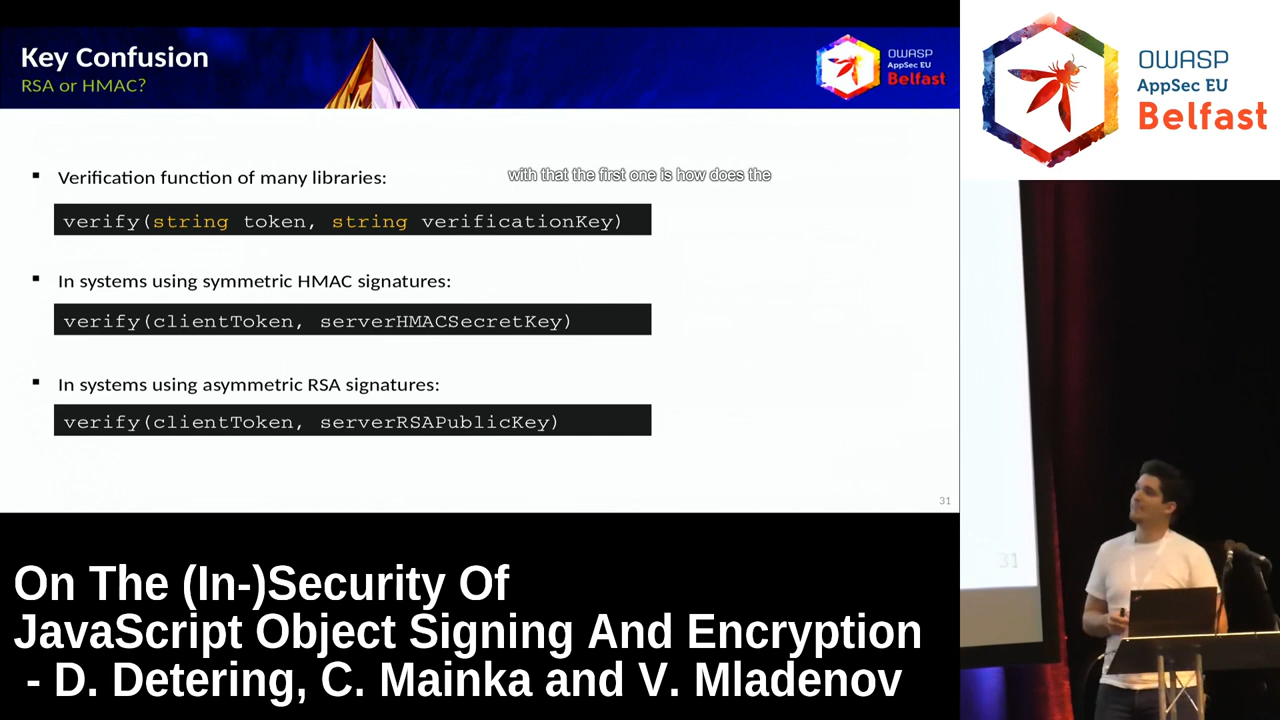 Key Confusion
RSA or HMAC?
OWASP
AppSec EU
Belfast
OWASP
AppSec EU
Belfast
▪ Verification function of many libraries:
with that the first one is how does the
verify(string token, string verificationKey)
▪ In systems using symmetric HMAC signatures:
verify(clientToken, serverHMACSecretKey)
▪ In systems using asymmetric RSA signatures:
verify(clientToken, serverRSAPublicKey)
31
31
On The (In-)Security Of
JavaScript Object Signing And Encryption
- D. Detering, C. Mainka and V. Mladenov